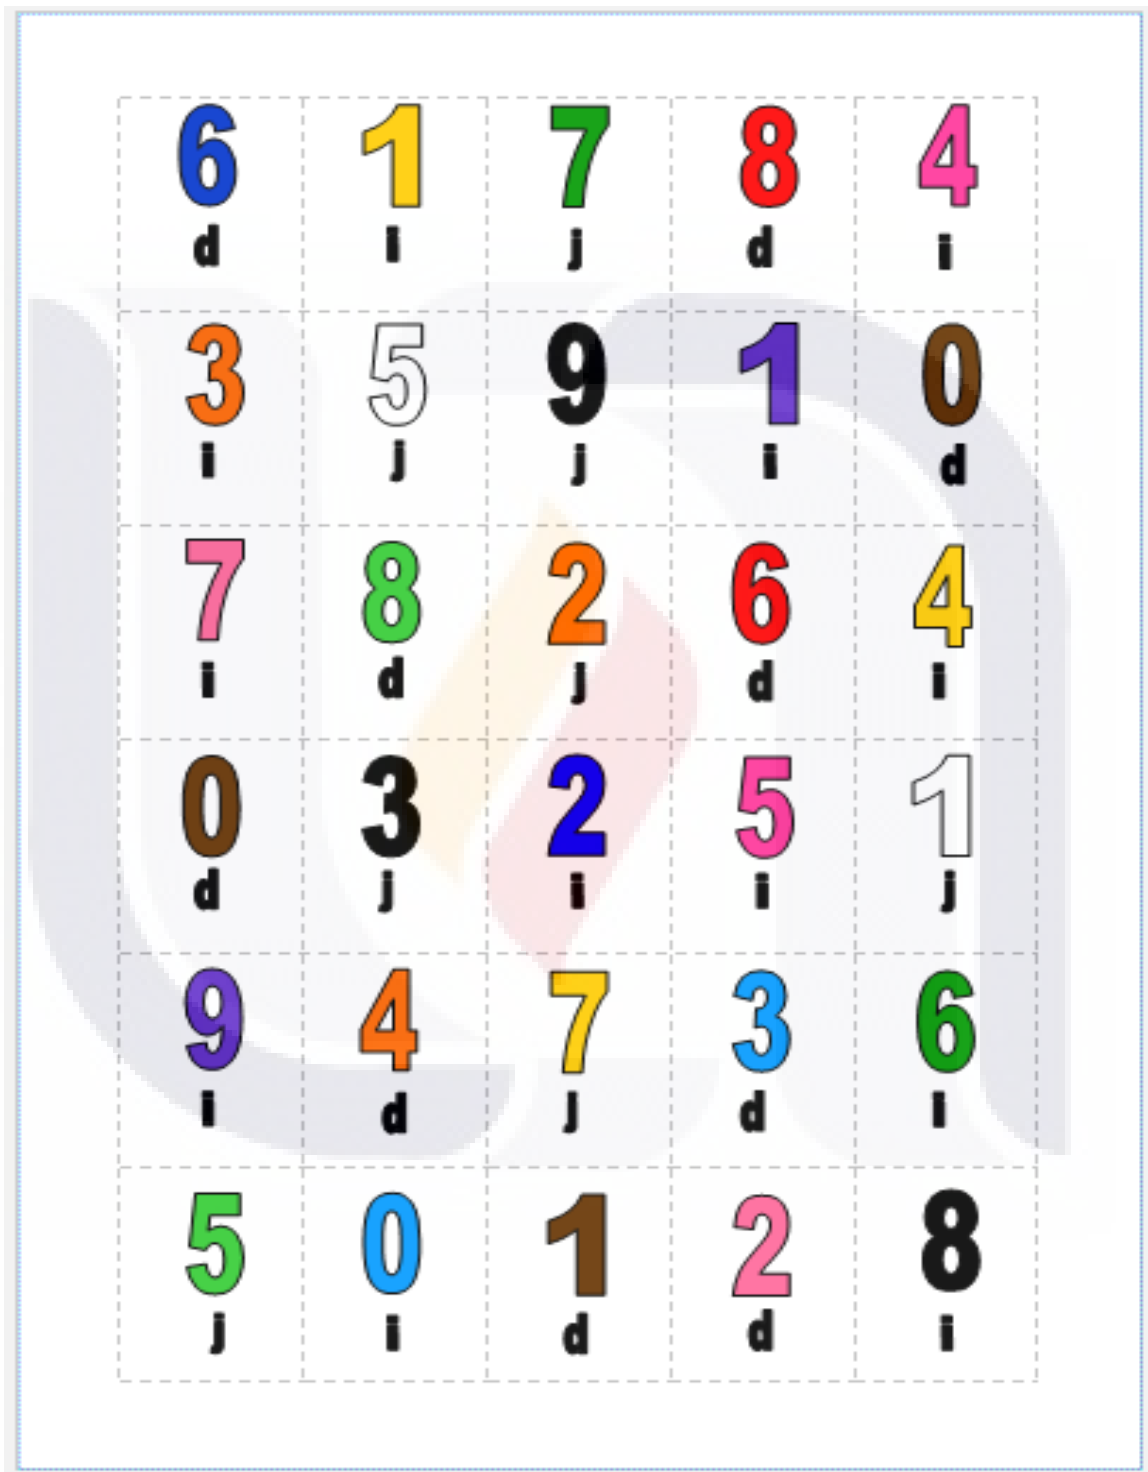 6 1 7 8 4
d i j d i
3 5 9 1 0
i j j i d
7 8 2 6 4
i d j d i
0 3 2 5 1
d j i i j
9 4 7 3 6
i d j d i
5 0 1 2 8
j i d d i